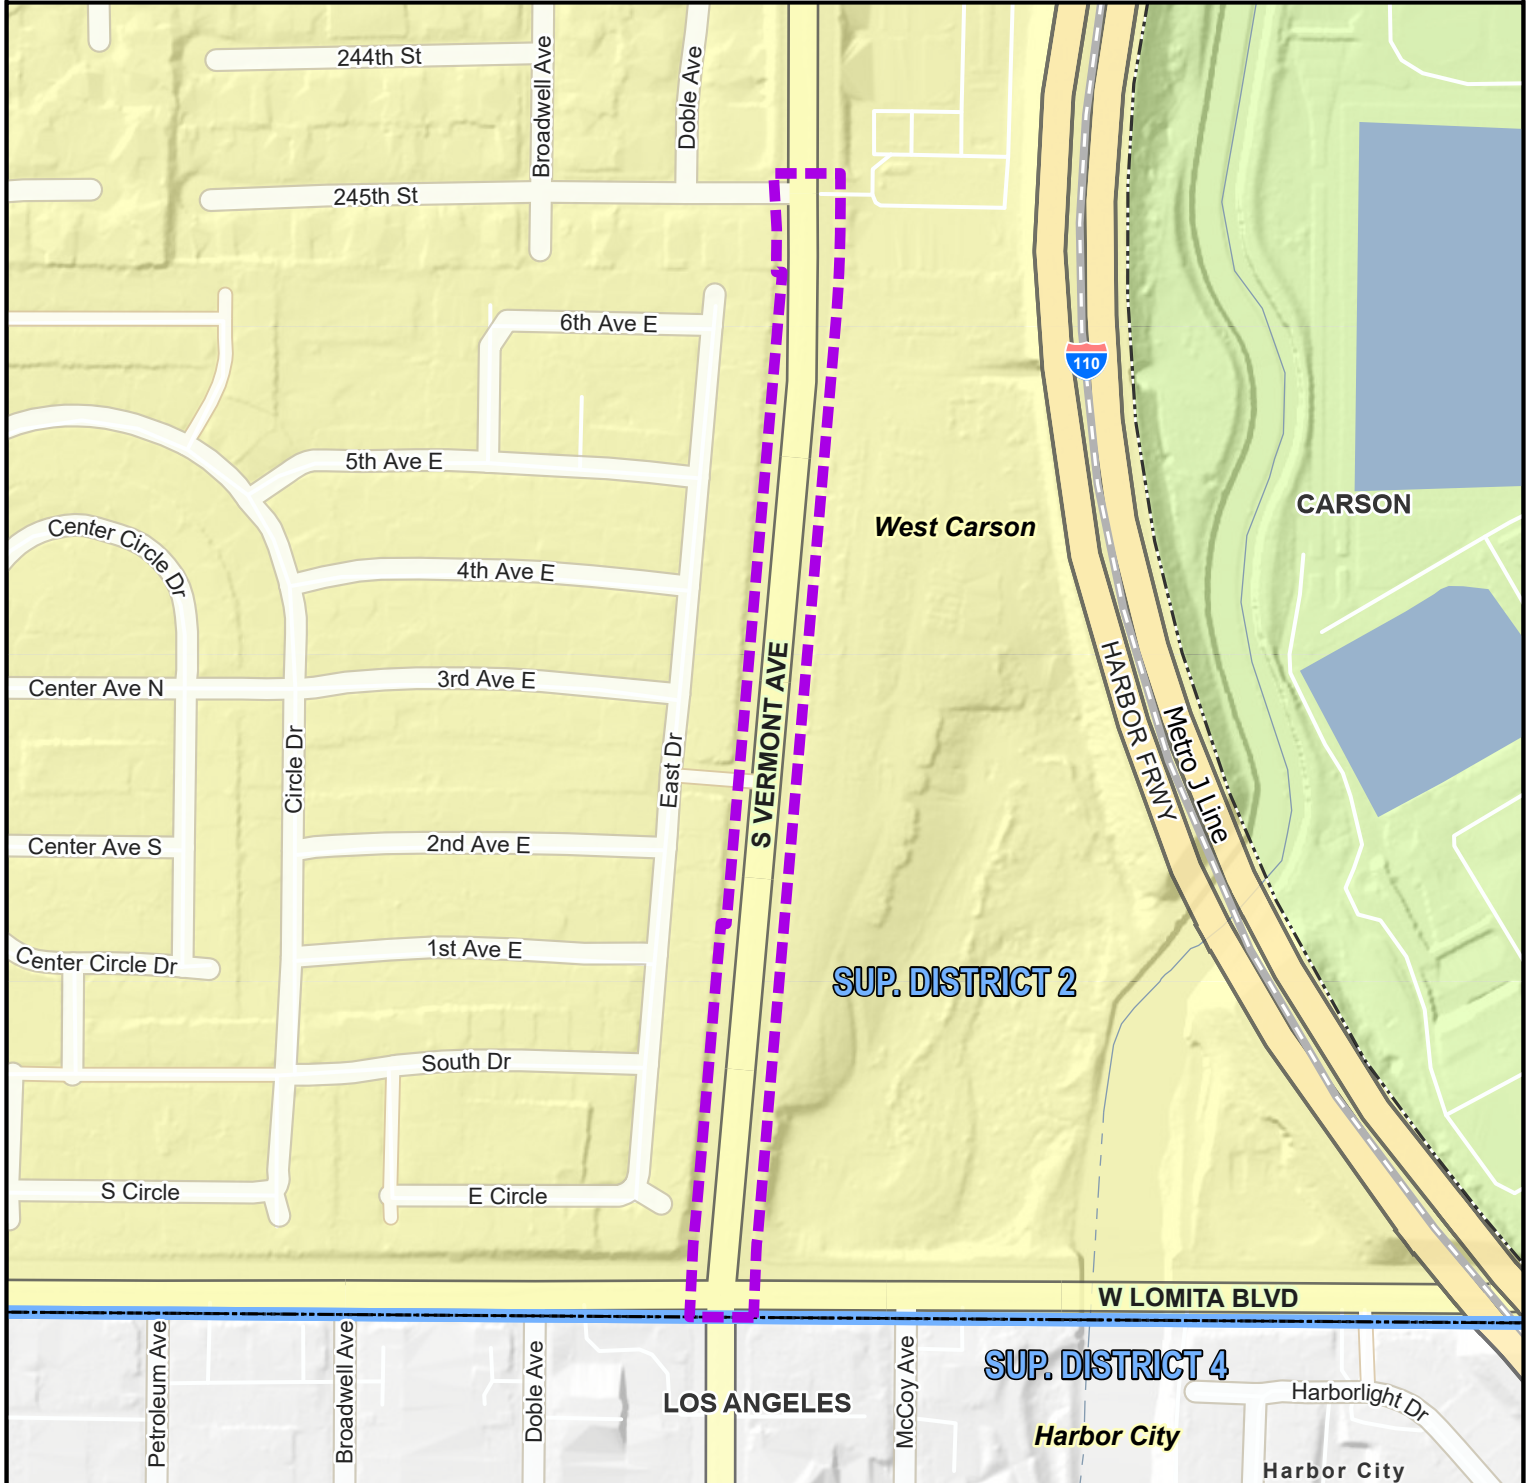 244th St
Broadwell Ave
Doble Ave
245th St
6th Ave E
110
5th Ave E
CARSON
West Carson
Center Circle Dr
4th Ave E
3rd Ave E
Center Ave N
S VERMONT AVE
HARBOR FRWY
Metro J Line
Circle Dr
East Dr
2nd Ave E
Center Ave S
1st Ave E
Center Circle Dr
SUP. DISTRICT 2
South Dr
S Circle
E Circle
W LOMITA BLVD
Petroleum Ave
Broadwell Ave
Doble Ave
McCoy Ave
SUP. DISTRICT 4
LOS ANGELES
Harborlight Dr
Harbor City
Harbor City